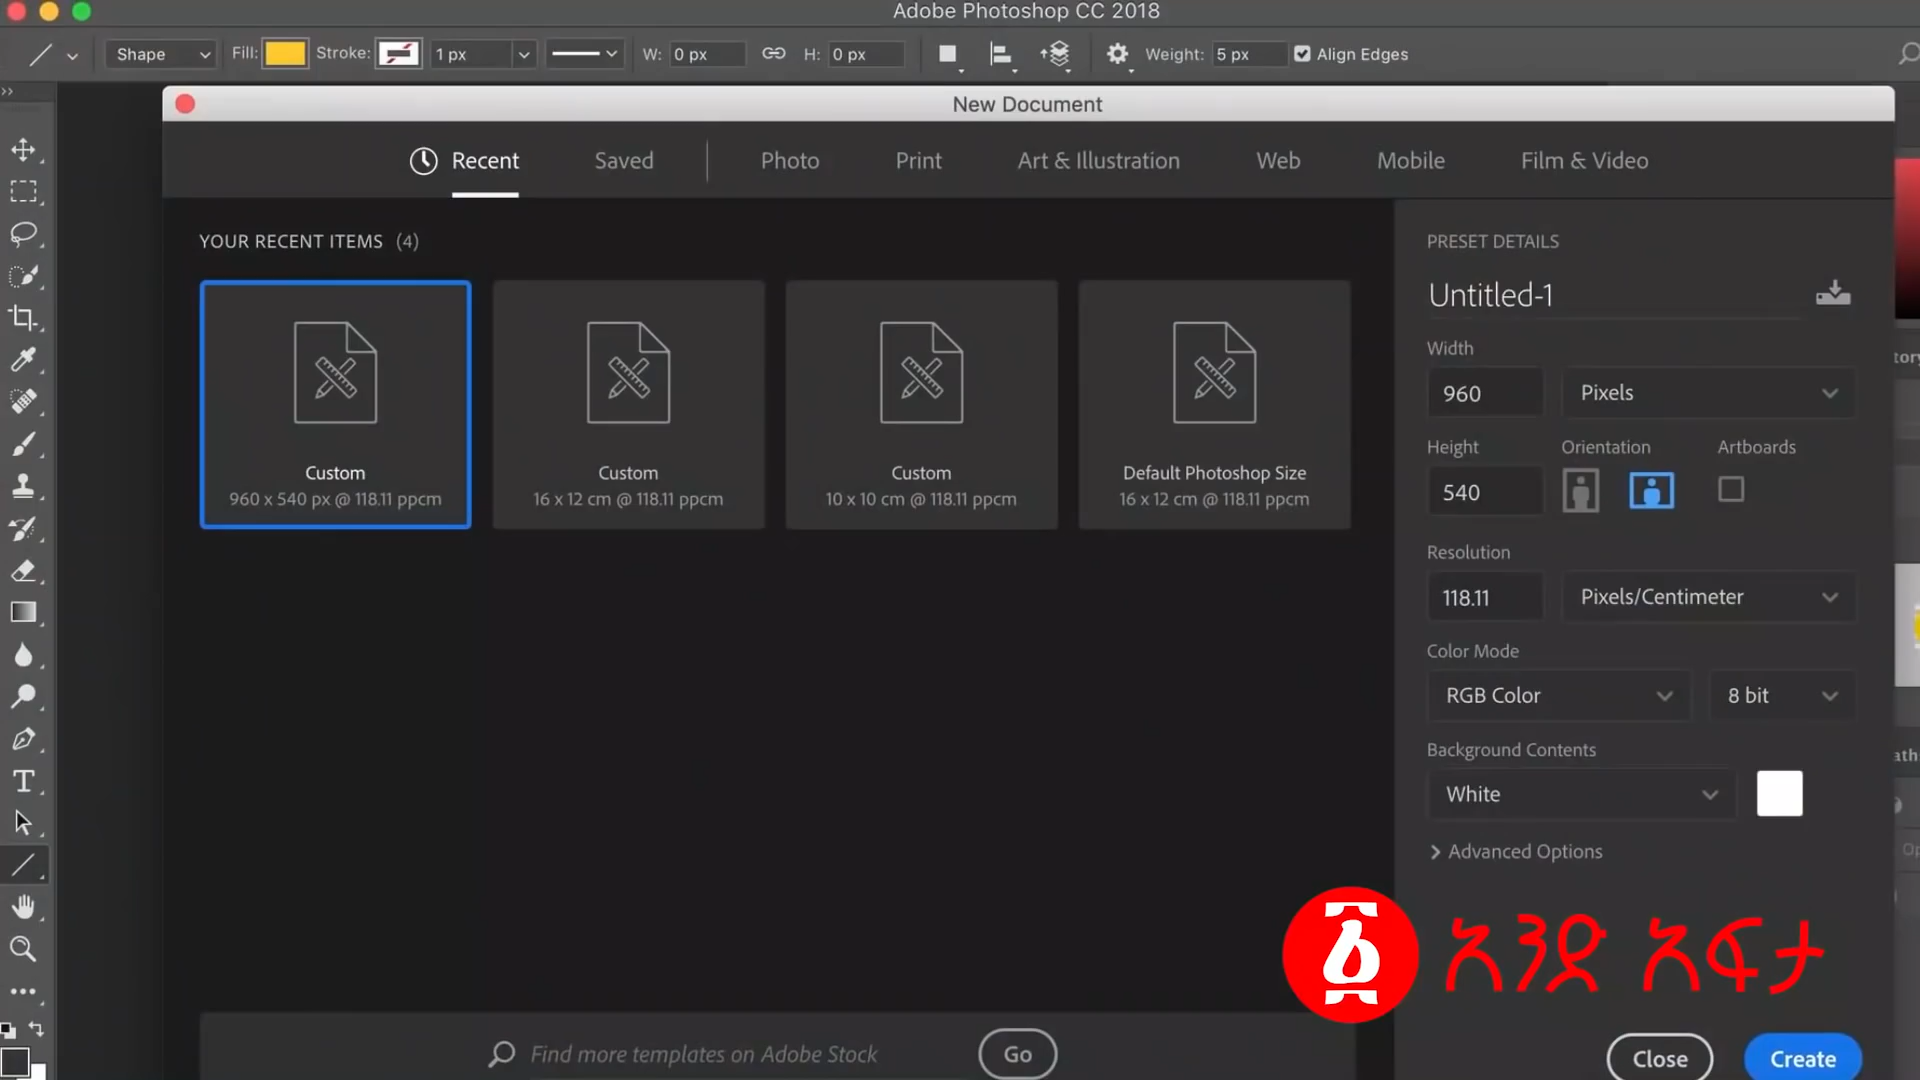 Adobe Photoshop CC 2018
Shape Fill: Stroke: 1 px W: 0 px H: 0 px Weight: 5 px Align Edges
New Document
Recent Saved Photo Print Art & Illustration Web Mobile Film & Video
YOUR RECENT ITEMS (4)
Custom
960 x 540 px @ 118.11 ppcm
Custom
16 x 12 cm @ 118.11 ppcm
Custom
10 x 10 cm @ 118.11 ppcm
Default Photoshop Size
16 x 12 cm @ 118.11 ppcm
PRESET DETAILS
Untitled-1
Width
960 Pixels
Height Orientation Artboards
540
Resolution
118.11 Pixels/Centimeter
Color Mode
RGB Color 8 bit
Background Contents
White
Advanced Options
፩ አንድ አፍታ
Find more templates on Adobe Stock Go
Close Create